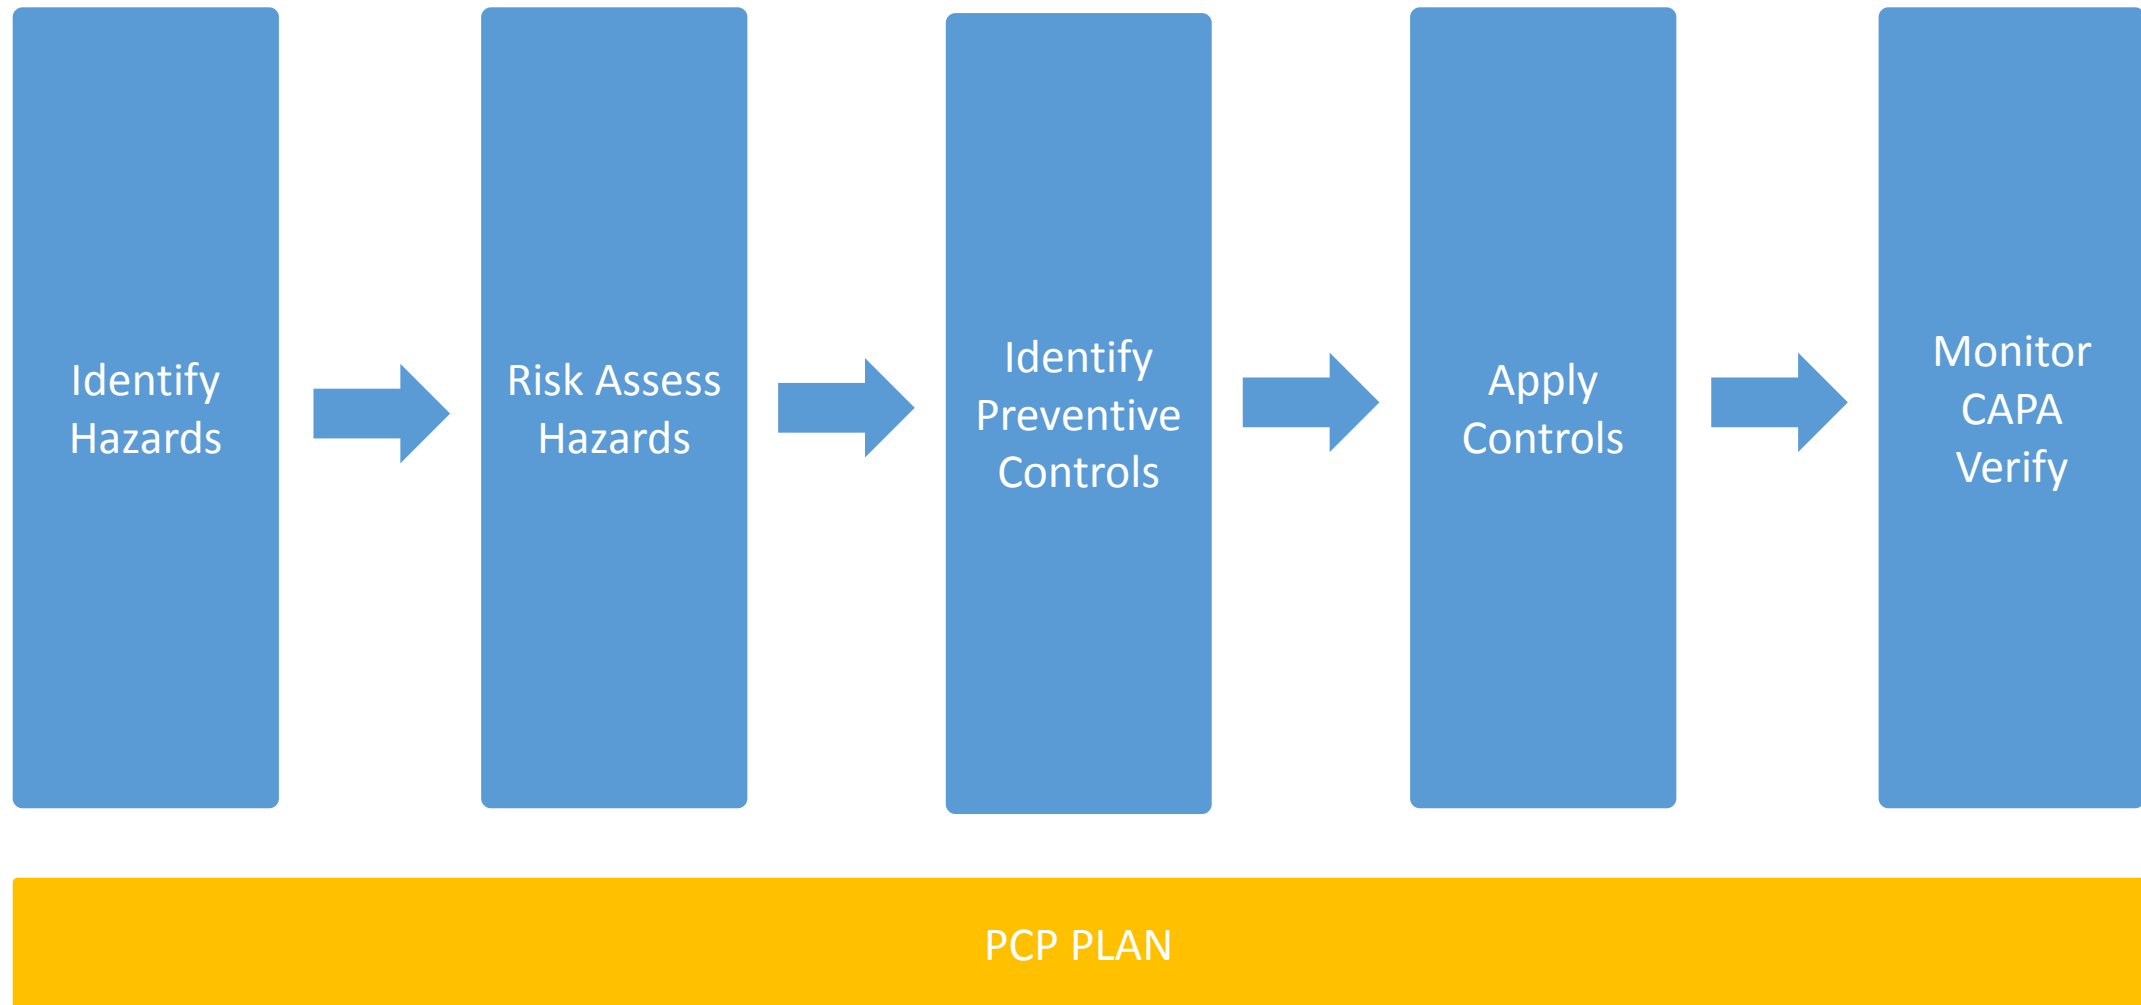 Identify
Hazards
Risk Assess
Hazards
Identify
Preventive
Controls
Apply
Controls
Monitor
CAPA
Verify
PCP PLAN